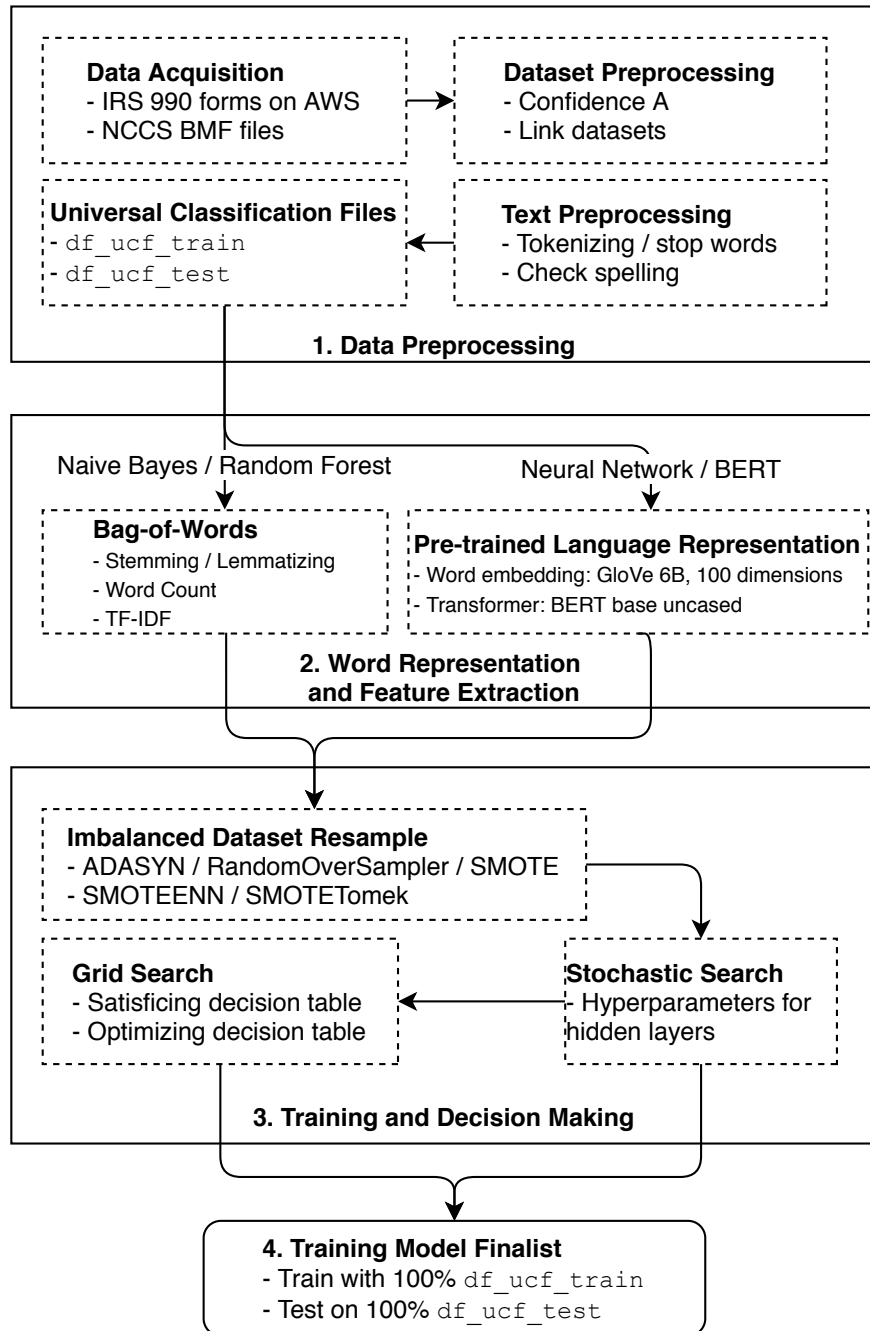 Data Acquisition
- IRS 990 forms on AWS
- NCCS BMF files
Dataset Preprocessing
- Confidence A
- Link datasets
Universal Classification Files
- df_ucf_train
- df_ucf_test
Text Preprocessing
- Tokenizing / stop words
- Check spelling
1. Data Preprocessing
Naive Bayes / Random Forest
Neural Network / BERT
Bag-of-Words
- Stemming / Lemmatizing
- Word Count
- TF-IDF
Pre-trained Language Representation
- Word embedding: GloVe 6B, 100 dimensions
- Transformer: BERT base uncased
2. Word Representation
and Feature Extraction
Imbalanced Dataset Resample
- ADASYN / RandomOverSampler / SMOTE
- SMOTEENN / SMOTETomek
Grid Search
- Satisficing decision table
- Optimizing decision table
Stochastic Search
- Hyperparameters for
hidden layers
3. Training and Decision Making
4. Training Model Finalist
- Train with 100% df_ucf_train
- Test on 100% df_ucf_test